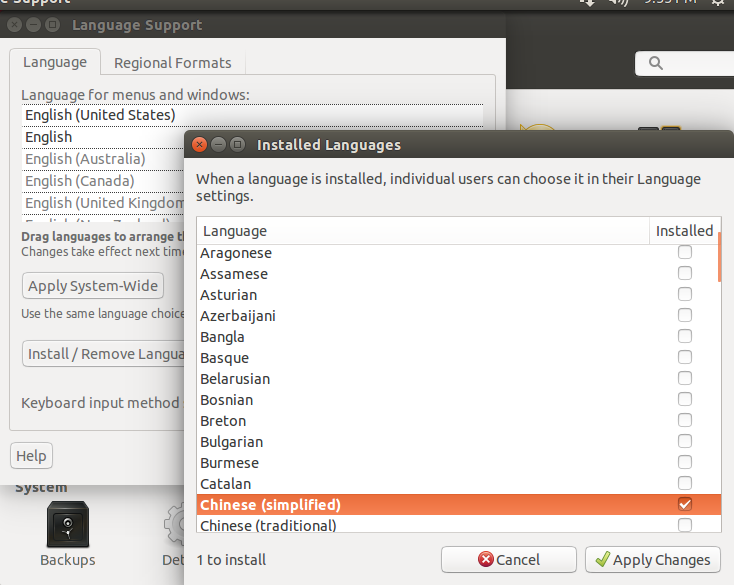 Language Support
Language
Regional Formats
Language for menus and windows:
English (United States)
English
English (Australia)
English (Canada)
English (United Kingdom
Drag languages to arrange
Changes take effect next time
Apply System-Wide
Use the same language choice
Install / Remove Langua
Keyboard input method
Help
System
Backups
Installed Languages
When a language is installed, individual users can choose it in their Language
settings.
Language Installed
Aragonese
Assamese
Asturian
Azerbaijani
Bangla
Basque
Belarusian
Bosnian
Breton
Bulgarian
Burmese
Catalan
Chinese (simplified)
Chinese (traditional)
1 to install
Cancel
Apply Changes